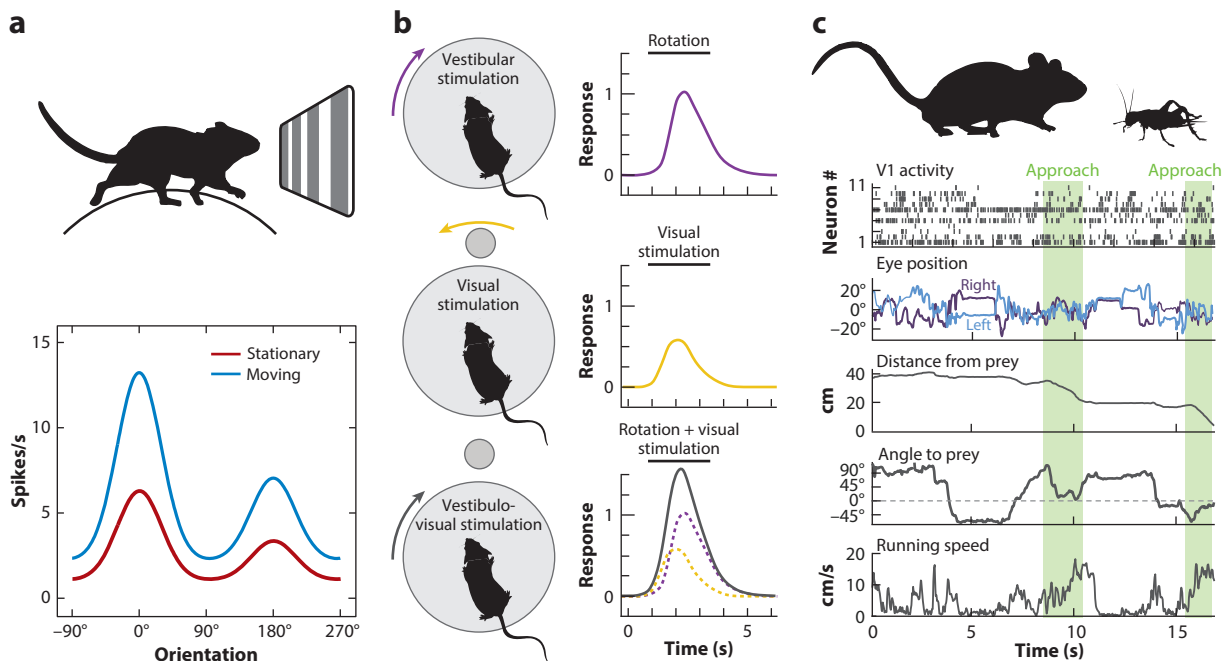 a
15
10
5
0
Spikes/s
Stationary
Moving
−90°
0°
90°
180°
270°
Orientation
b
Vestibular
stimulation
Rotation
Response
1
0
Visual
stimulation
Visual
stimulation
Response
1
0
Vestibulo-
visual stimulation
Rotation + visual
stimulation
Response
1
0
0
5
Time (s)
c
V1 activity
Approach
Approach
Neuron #
11
1
Eye position
20°
0°
−20°
Right
Left
Distance from prey
cm
40
20
0
Angle to prey
90°
45°
0°
−45°
Running speed
cm/s
20
10
0
0
5
10
15
Time (s)